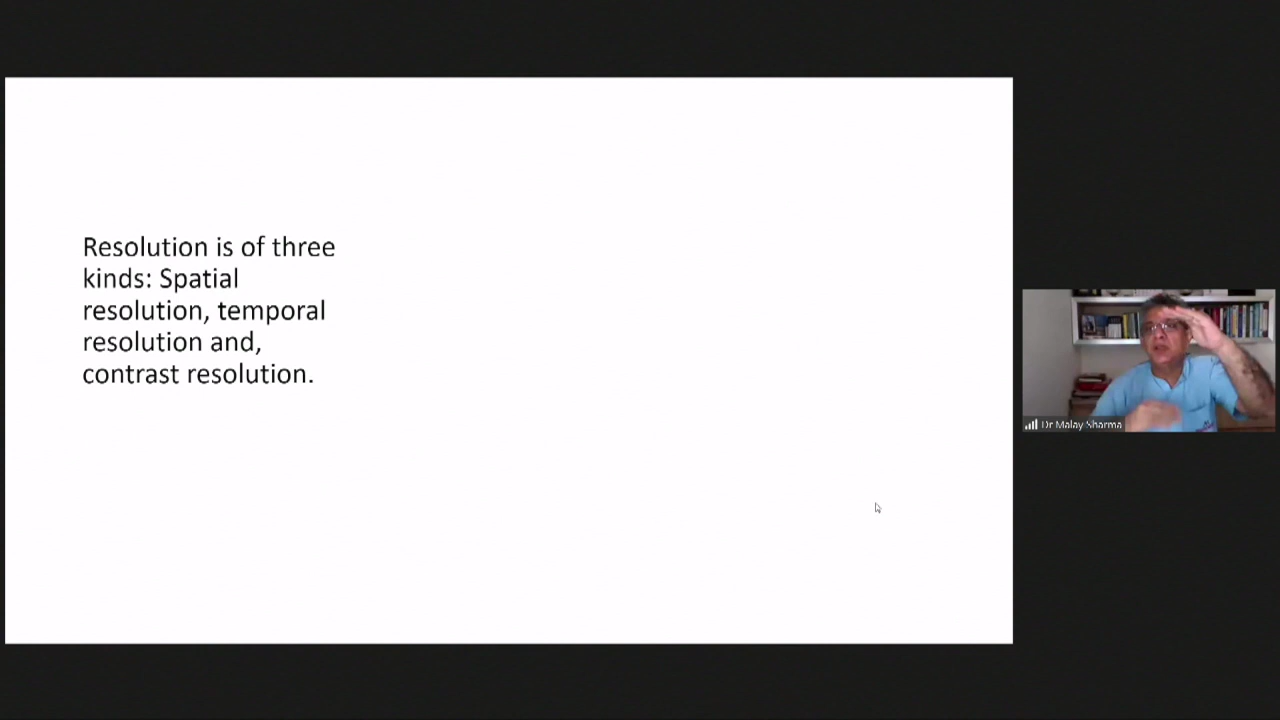 Resolution is of three
kinds: Spatial
resolution, temporal
resolution and,
contrast resolution.
Dr Malay Sharma